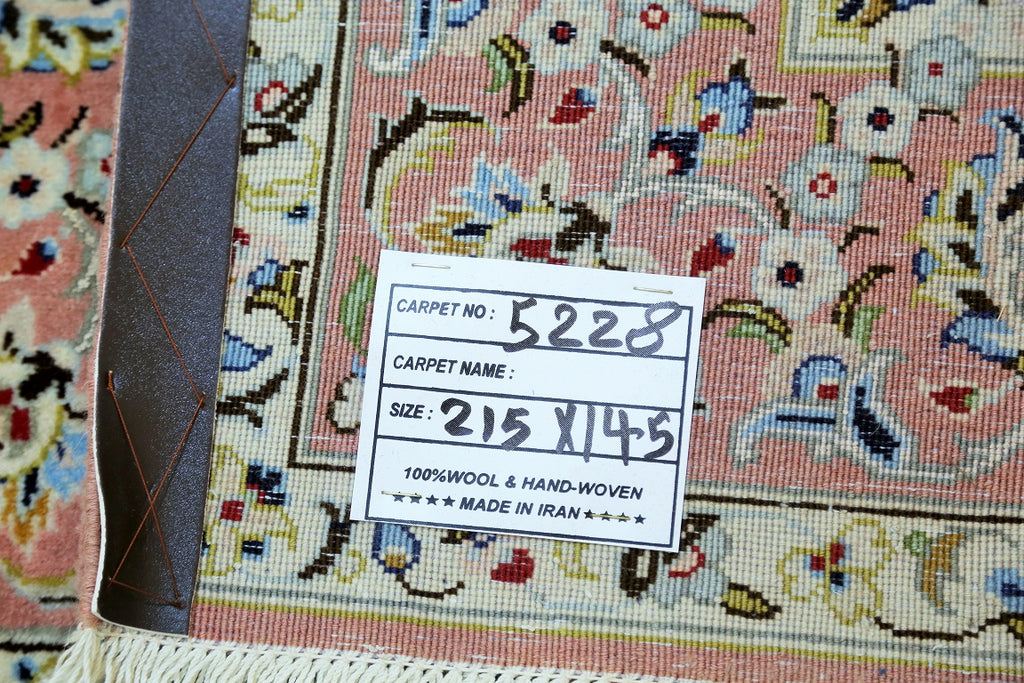 CARPET NO : 5228
CARPET NAME :
SIZE : 215 X 145
100%WOOL & HAND-WOVEN
★★★★ MADE IN IRAN ★★★★